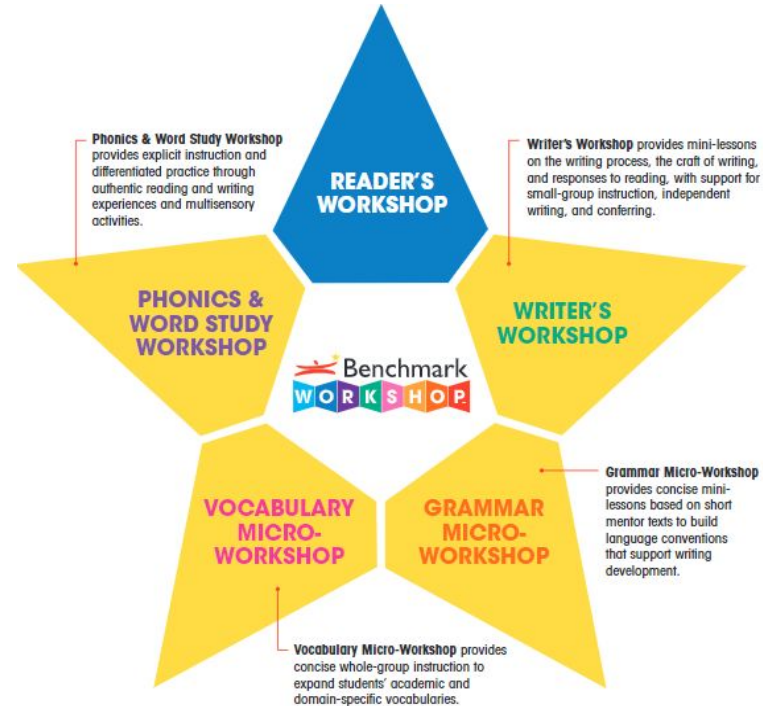 READER'S
WORKSHOP
Phonics & Word Study Workshop
provides explicit instruction and
differentiated practice through
authentic reading and writing
experiences and multisensory
activities.
Writer's Workshop provides mini-lessons
on the writing process, the craft of writing,
and responses to reading, with support for
small-group instruction, independent
writing, and conferring.
PHONICS &
WORD STUDY
WORKSHOP
WRITER'S
WORKSHOP
Benchmark
WORKSHOP™
VOCABULARY
MICRO-
WORKSHOP
GRAMMAR
MICRO-
WORKSHOP
Grammar Micro-Workshop
provides concise mini-
lessons based on short
mentor texts to build
language conventions
that support writing
development.
Vocabulary Micro-Workshop provides
concise whole-group instruction to
expand students' academic and
domain-specific vocabularies.